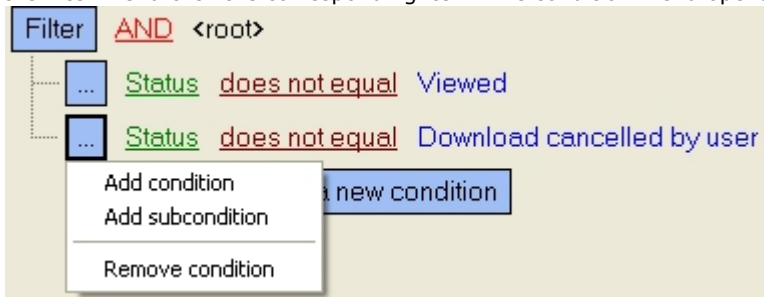 Filter AND <root>
... Status does not equal Viewed
... Status does not equal Download cancelled by user
Add condition
a new condition
Add subcondition
Remove condition